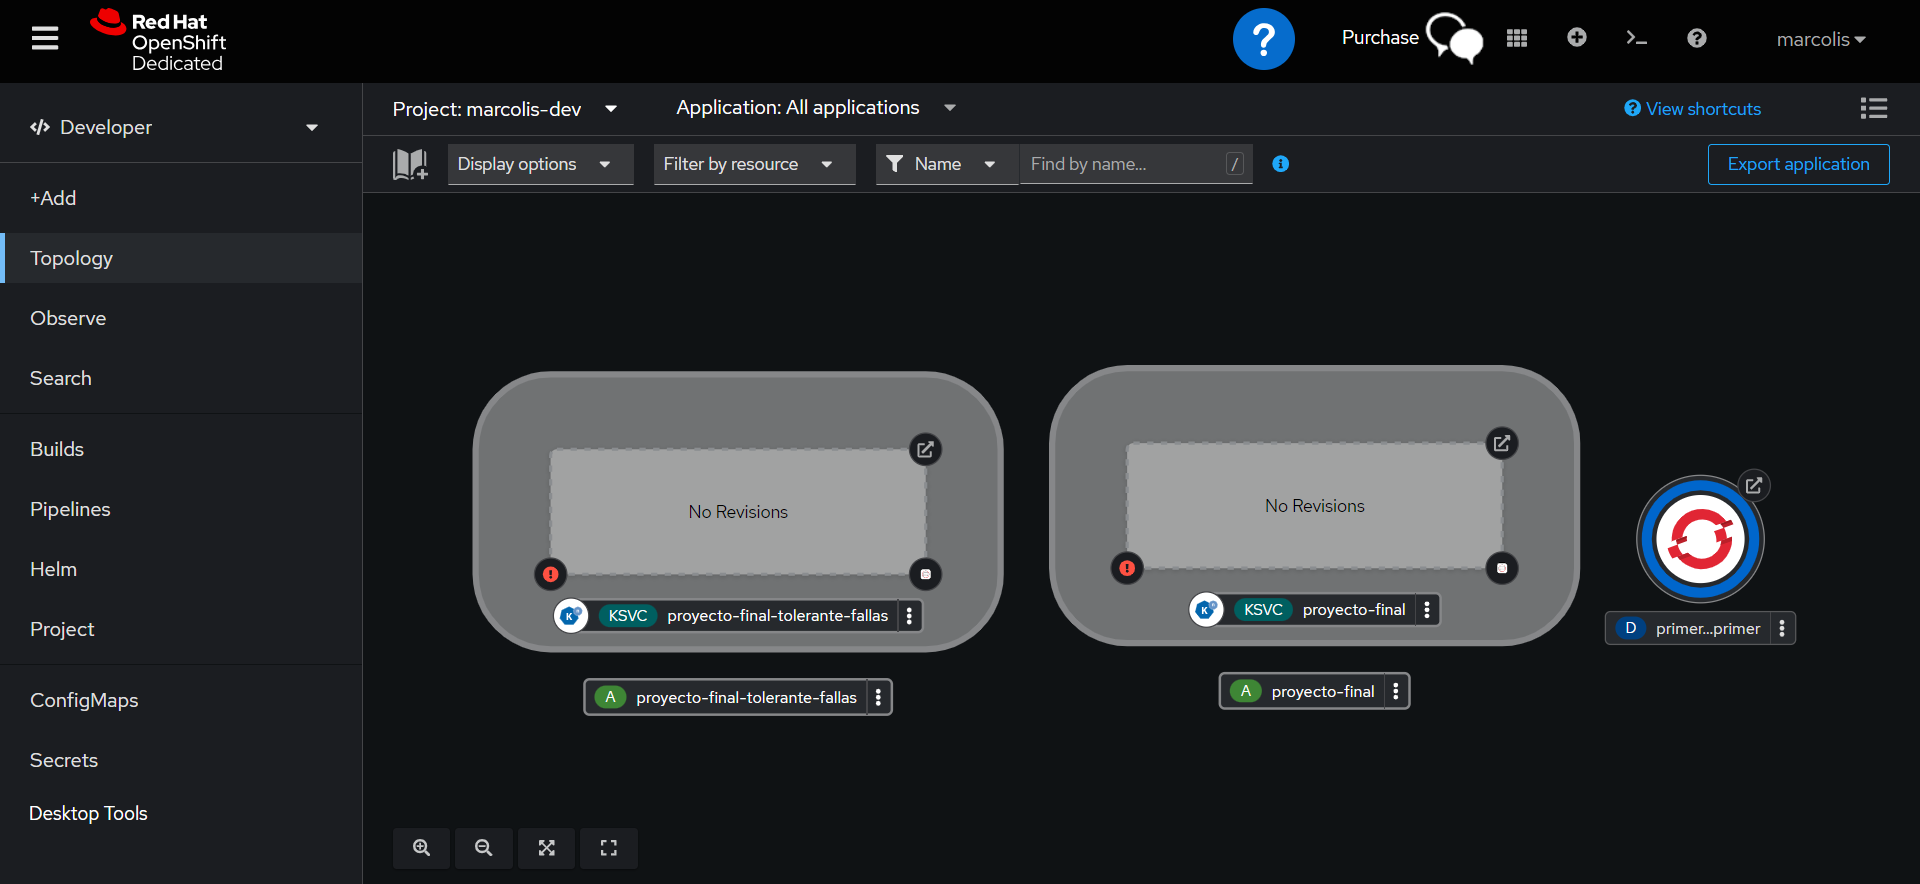 Red Hat
OpenShift
Dedicated
?
Purchase
?
marcolis
Developer
Project: marcolis-dev
Application: All applications
? View shortcuts
Display options
Filter by resource
Name
Find by name...
/
i
Export application
+Add
Topology
Observe
Search
Builds
Pipelines
Helm
Project
ConfigMaps
Secrets
Desktop Tools
No Revisions
!
K KSVC proyecto-final-tolerante-fallas
A proyecto-final-tolerante-fallas
No Revisions
!
K KSVC proyecto-final
A proyecto-final
D primer...primer